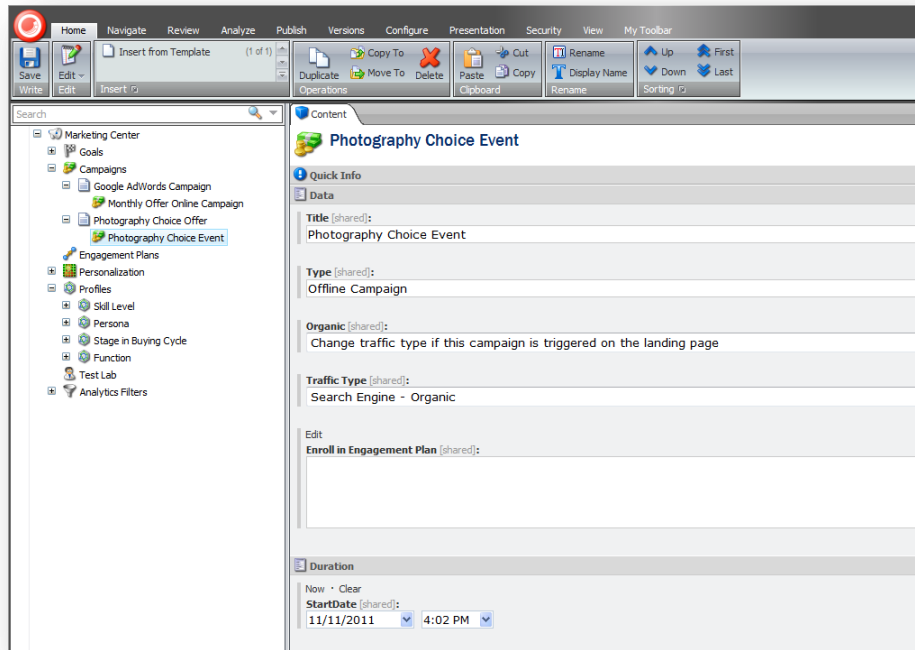 Home Navigate Review Analyze Publish Versions Configure Presentation Security View My Toolbar
Save
Write
Edit
Edit
Insert from Template (1 of 1)
Insert
Duplicate
Copy To
Move To
Delete
Operations
Paste
Cut
Copy
Clipboard
Rename
Display Name
Rename
Up
Down
First
Last
Sorting
Search
Marketing Center
Goals
Campaigns
Google AdWords Campaign
Monthly Offer Online Campaign
Photography Choice Offer
Photography Choice Event
Engagement Plans
Personalization
Profiles
Skill Level
Persona
Stage in Buying Cycle
Function
Test Lab
Analytics Filters
Content
Photography Choice Event
Quick Info
Data
Title [shared]:
Photography Choice Event
Type [shared]:
Offline Campaign
Organic [shared]:
Change traffic type if this campaign is triggered on the landing page
Traffic Type [shared]:
Search Engine - Organic
Edit
Enroll in Engagement Plan [shared]:
Duration
Now · Clear
StartDate [shared]:
11/11/2011 4:02 PM